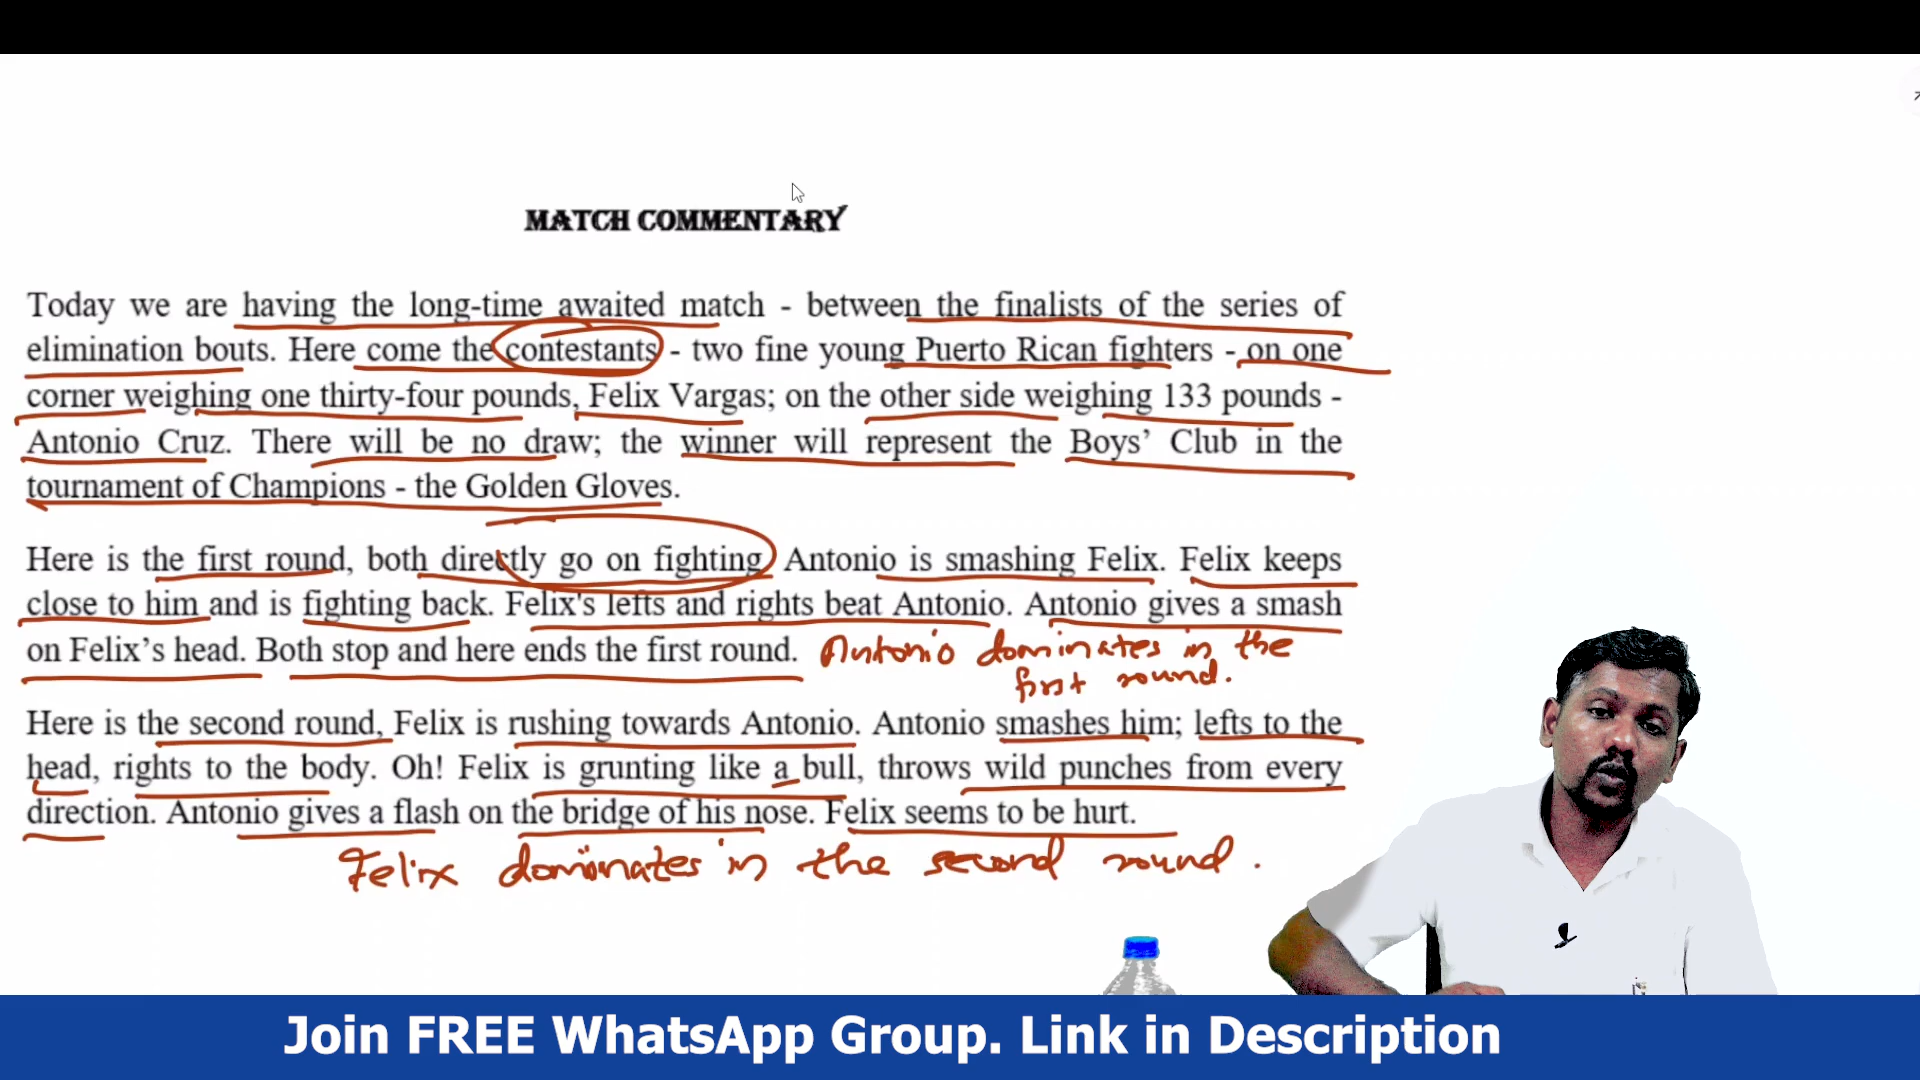 MATCH COMMENTARY
Today we are having the long-time awaited match - between the finalists of the series of
elimination bouts. Here come the contestants - two fine young Puerto Rican fighters - on one
corner weighing one thirty-four pounds, Felix Vargas; on the other side weighing 133 pounds -
Antonio Cruz. There will be no draw; the winner will represent the Boys' Club in the
tournament of Champions - the Golden Gloves.
Here is the first round, both directly go on fighting Antonio is smashing Felix. Felix keeps
close to him and is fighting back. Felix's lefts and rights beat Antonio. Antonio gives a smash
on Felix's head. Both stop and here ends the first round. Antonio dominates in the
first round.
Here is the second round, Felix is rushing towards Antonio. Antonio smashes him; lefts to the
head, rights to the body. Oh! Felix is grunting like a bull, throws wild punches from every
direction. Antonio gives a flash on the bridge of his nose. Felix seems to be hurt.
Felix dominates in the second round.
Join FREE WhatsApp Group. Link in Description